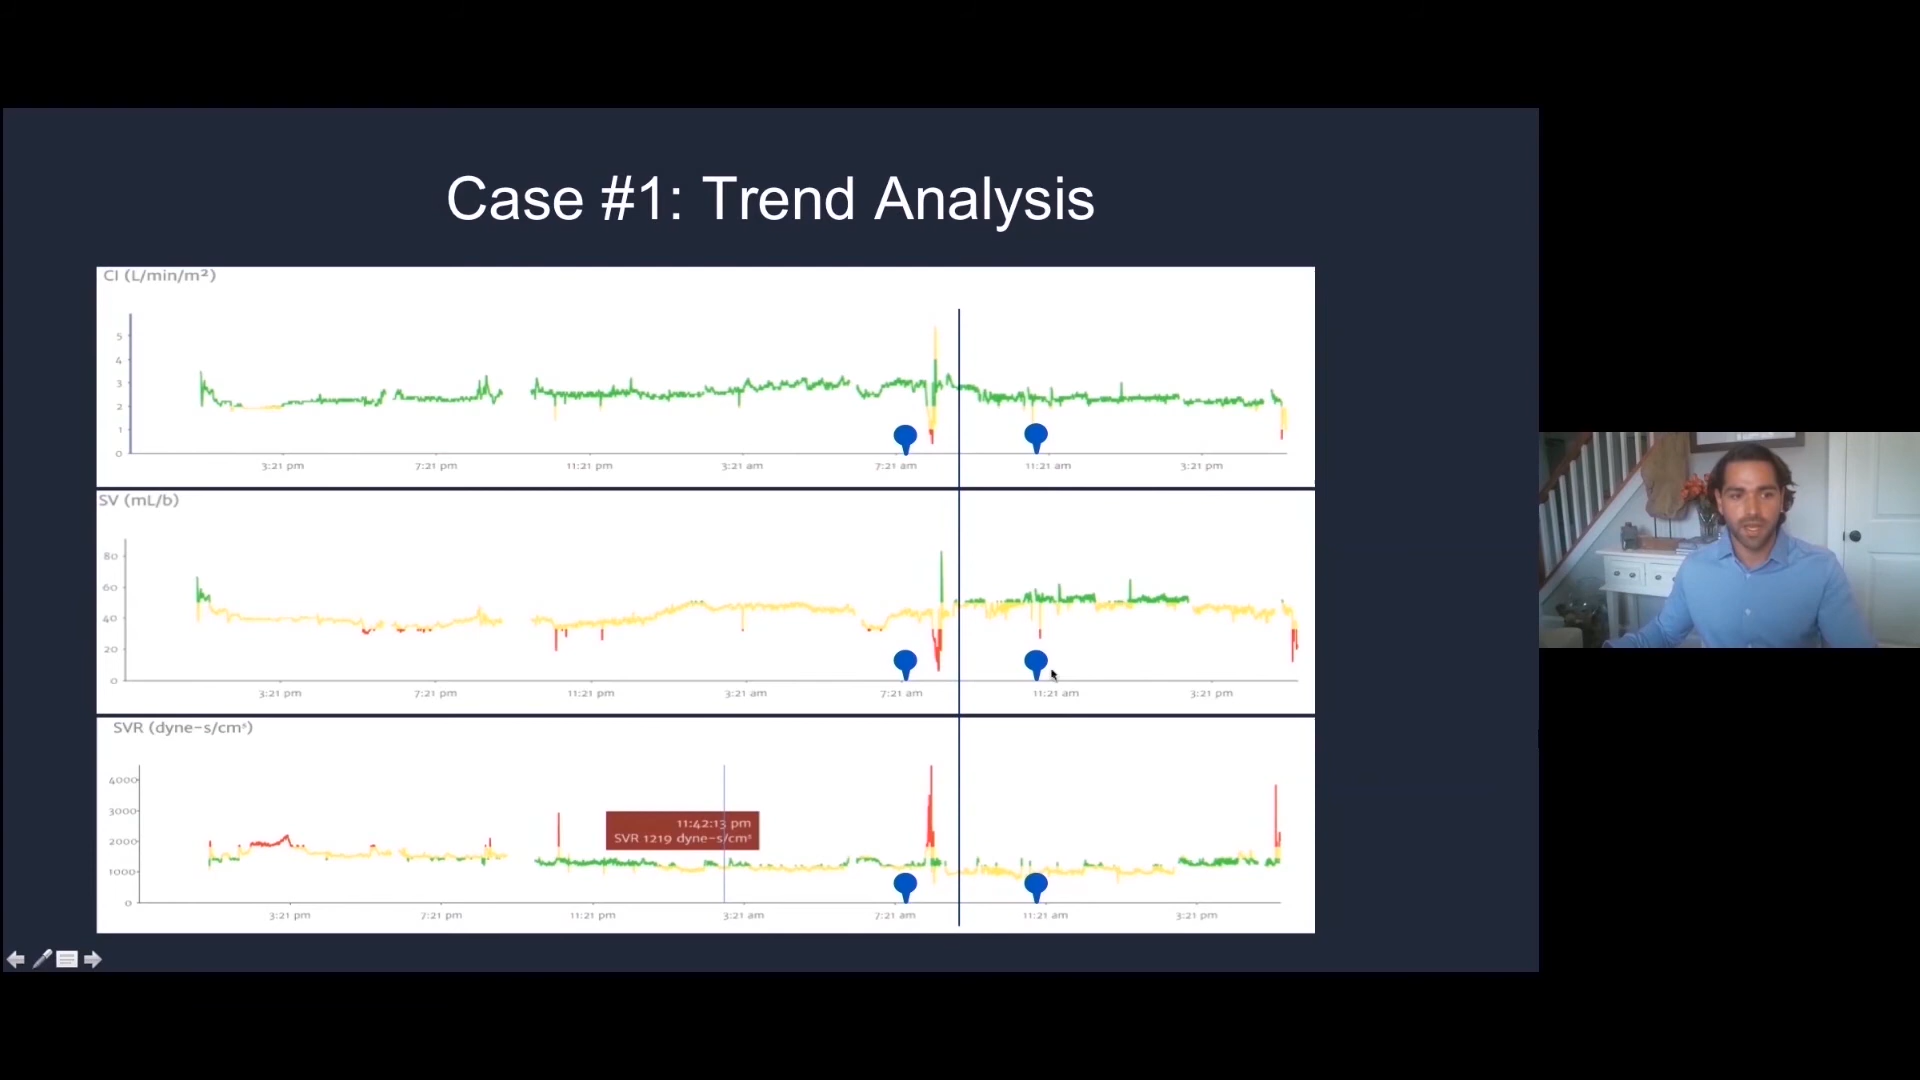 Case #1: Trend Analysis
CI (L/min/m²)
5
4
3
2
1
0
3:21 pm 7:21 pm 11:21 pm 3:21 am 7:21 am 11:21 am 3:21 pm
SV (mL/b)
80
60
40
20
0
3:21 pm 7:21 pm 11:21 pm 3:21 am 7:21 am 11:21 am 3:21 pm
SVR (dyne-s/cm⁵)
4000
3000
2000
1000
0
11:42:13 pm
SVR 1219 dyne-s/cm⁵
3:21 pm 7:21 pm 11:21 pm 3:21 am 7:21 am 11:21 am 3:21 pm